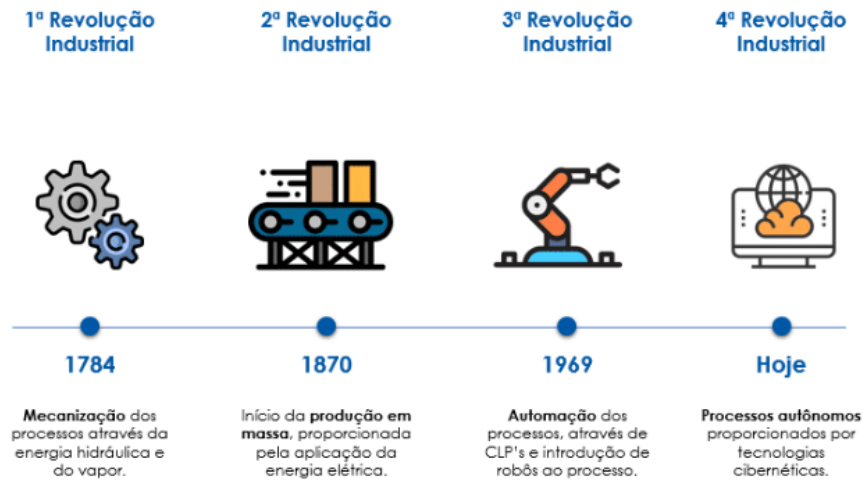 1ª Revolução
Industrial
2ª Revolução
Industrial
3ª Revolução
Industrial
4ª Revolução
Industrial
1784
1870
1969
Hoje
Mecanização dos
processos através da
energia hidráulica e
do vapor.
Início da produção em
massa, proporcionada
pela aplicação da
energia elétrica.
Automação dos
processos, através de
CLP's e introdução de
robôs ao processo.
Processos autônomos
proporcionados por
tecnologias
cibernéticas.